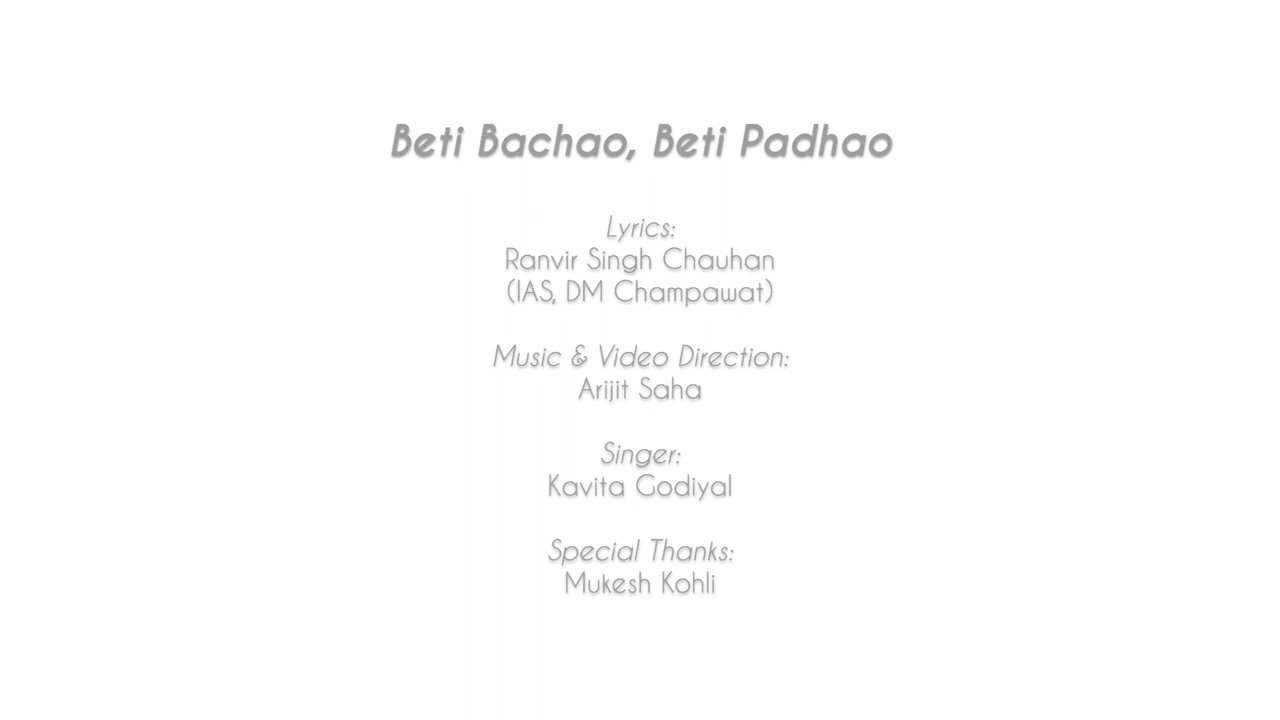 Beti Bachao, Beti Padhao
Lyrics:
Ranvir Singh Chauhan
(IAS, DM Champawat)
Music & Video Direction:
Arijit Saha
Singer:
Kavita Godiyal
Special Thanks:
Mukesh Kohli